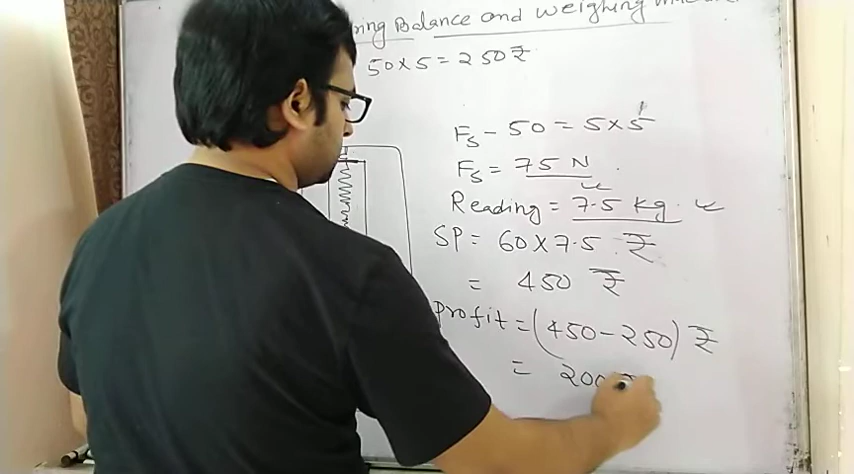 Balance and Weighing
50×5=250₹
Fs - 50 = 5×5
Fs = 75 N
Reading = 7.5 kg.
SP = 60×7.5 ₹
= 450 ₹
Profit = (450-250) ₹
= 200